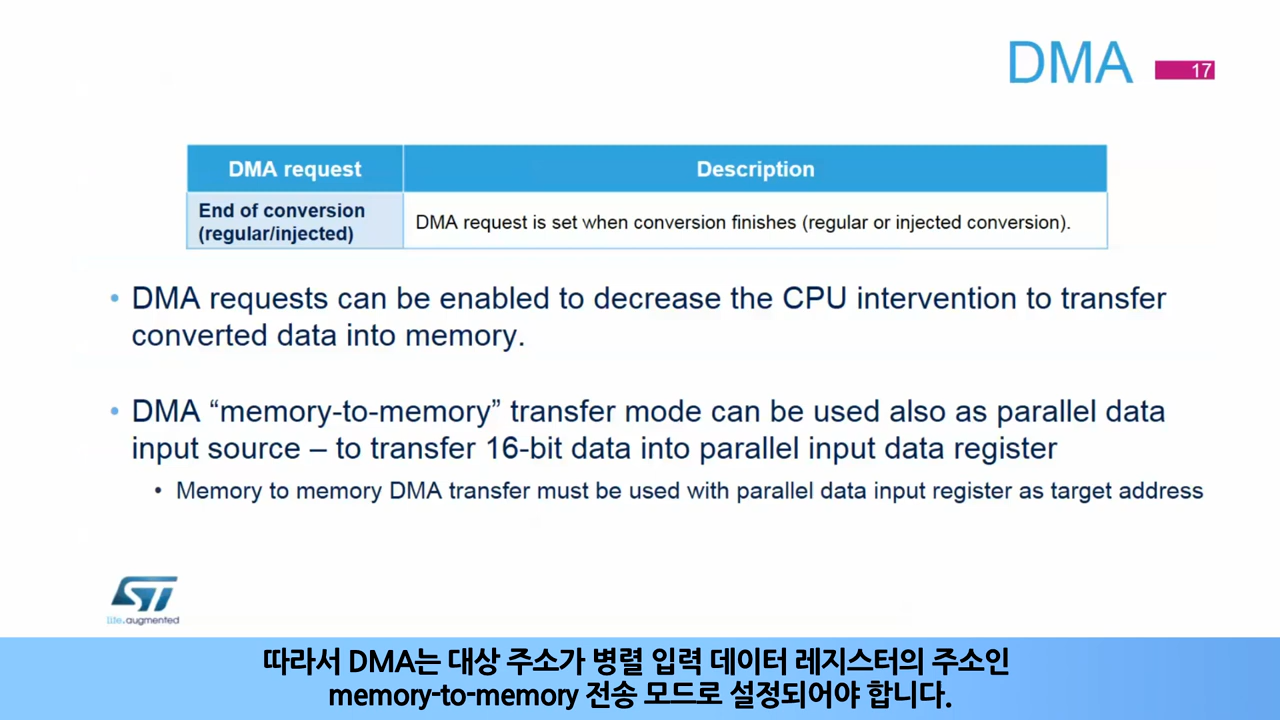 DMA
17
DMA request
Description
End of conversion
(regular/injected)
DMA request is set when conversion finishes (regular or injected conversion).
• DMA requests can be enabled to decrease the CPU intervention to transfer
converted data into memory.
• DMA “memory-to-memory” transfer mode can be used also as parallel data
input source – to transfer 16-bit data into parallel input data register
• Memory to memory DMA transfer must be used with parallel data input register as target address
ST
life.augmented
따라서 DMA는 대상 주소가 병렬 입력 데이터 레지스터의 주소인
memory-to-memory 전송 모드로 설정되어야 합니다.